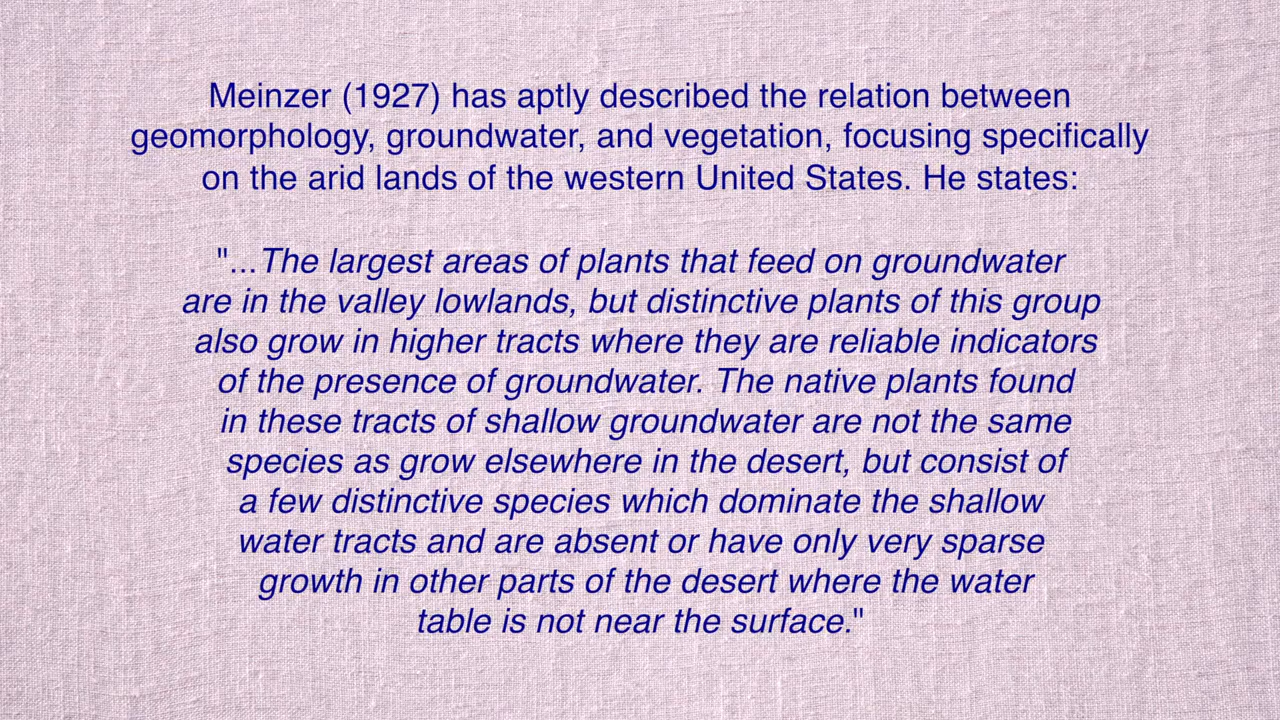 Meinzer (1927) has aptly described the relation between
geomorphology, groundwater, and vegetation, focusing specifically
on the arid lands of the western United States. He states:
"...The largest areas of plants that feed on groundwater
are in the valley lowlands, but distinctive plants of this group
also grow in higher tracts where they are reliable indicators
of the presence of groundwater. The native plants found
in these tracts of shallow groundwater are not the same
species as grow elsewhere in the desert, but consist of
a few distinctive species which dominate the shallow
water tracts and are absent or have only very sparse
growth in other parts of the desert where the water
table is not near the surface."